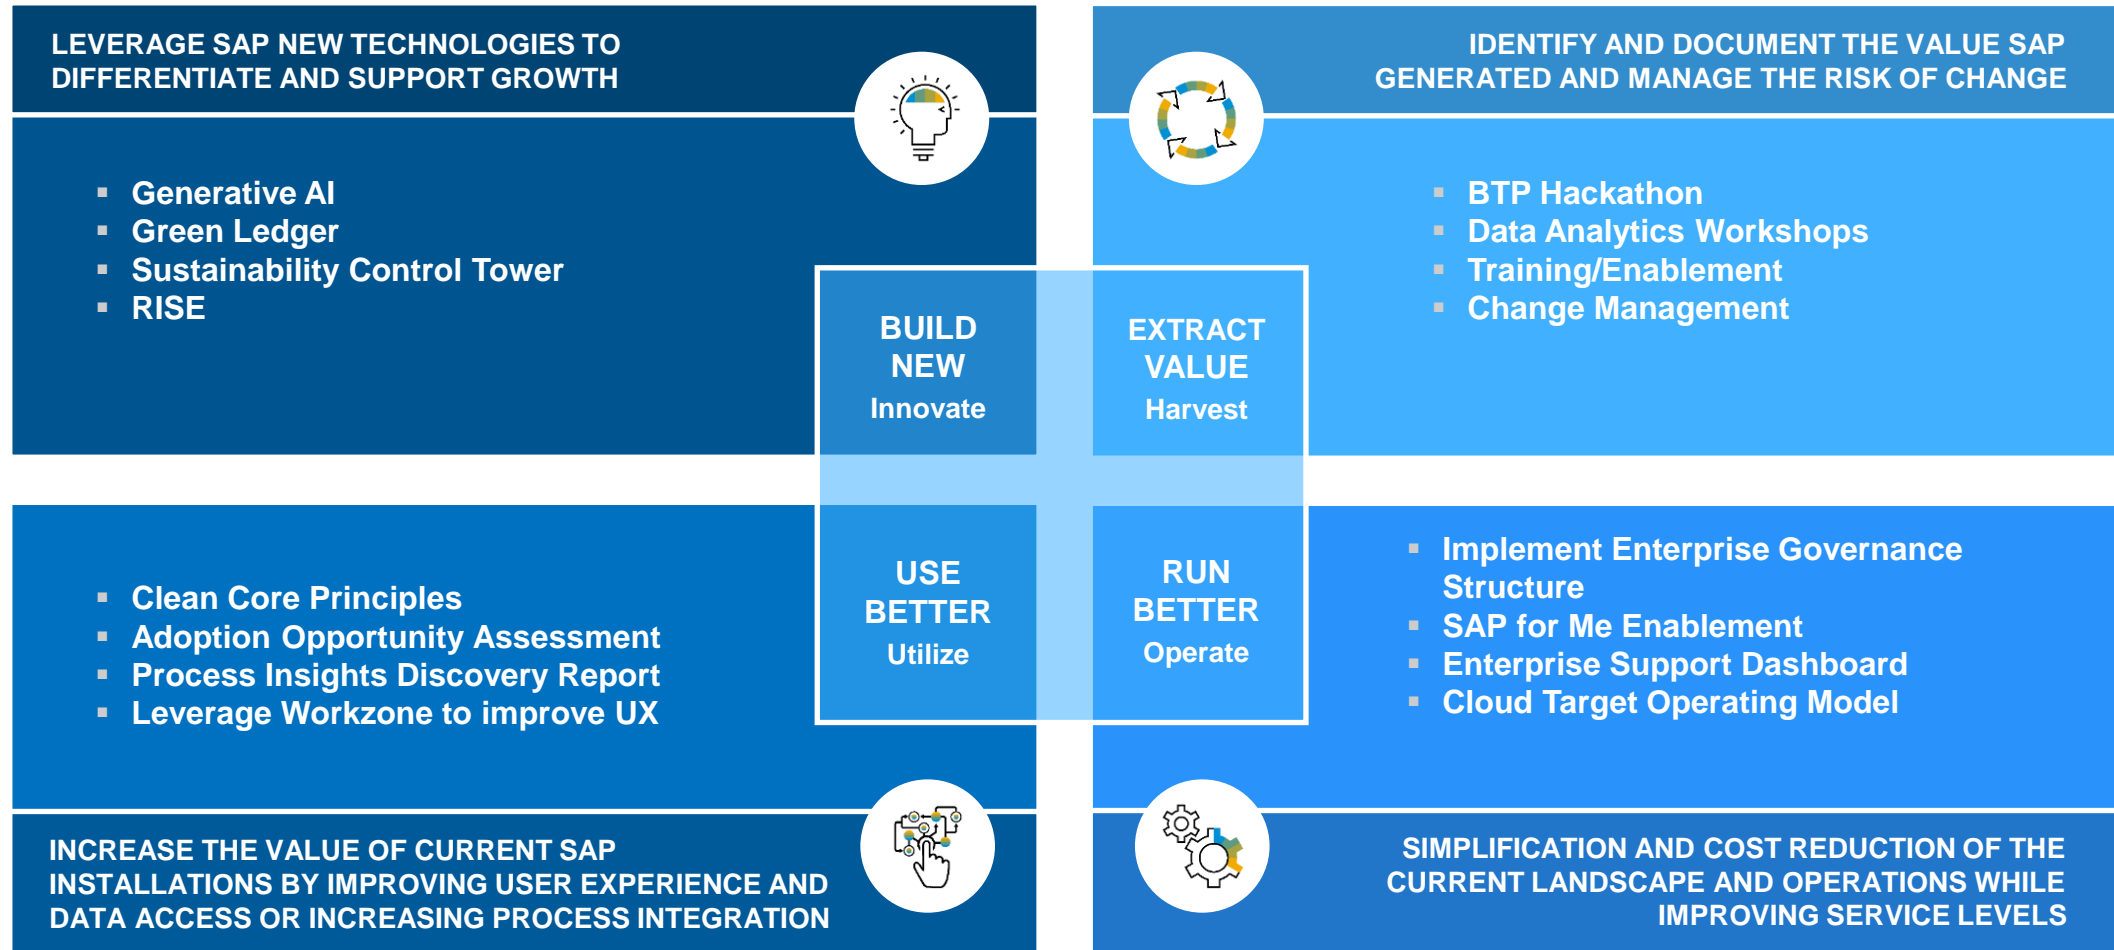 LEVERAGE SAP NEW TECHNOLOGIES TO
DIFFERENTIATE AND SUPPORT GROWTH
▪ Generative AI
▪ Green Ledger
▪ Sustainability Control Tower
▪ RISE
BUILD
NEW
Innovate
IDENTIFY AND DOCUMENT THE VALUE SAP
GENERATED AND MANAGE THE RISK OF CHANGE
▪ BTP Hackathon
▪ Data Analytics Workshops
▪ Training/Enablement
▪ Change Management
EXTRACT
VALUE
Harvest
▪ Clean Core Principles
▪ Adoption Opportunity Assessment
▪ Process Insights Discovery Report
▪ Leverage Workzone to improve UX
USE
BETTER
Utilize
INCREASE THE VALUE OF CURRENT SAP
INSTALLATIONS BY IMPROVING USER EXPERIENCE AND
DATA ACCESS OR INCREASING PROCESS INTEGRATION
RUN
BETTER
Operate
▪ Implement Enterprise Governance
Structure
▪ SAP for Me Enablement
▪ Enterprise Support Dashboard
▪ Cloud Target Operating Model
SIMPLIFICATION AND COST REDUCTION OF THE
CURRENT LANDSCAPE AND OPERATIONS WHILE
IMPROVING SERVICE LEVELS